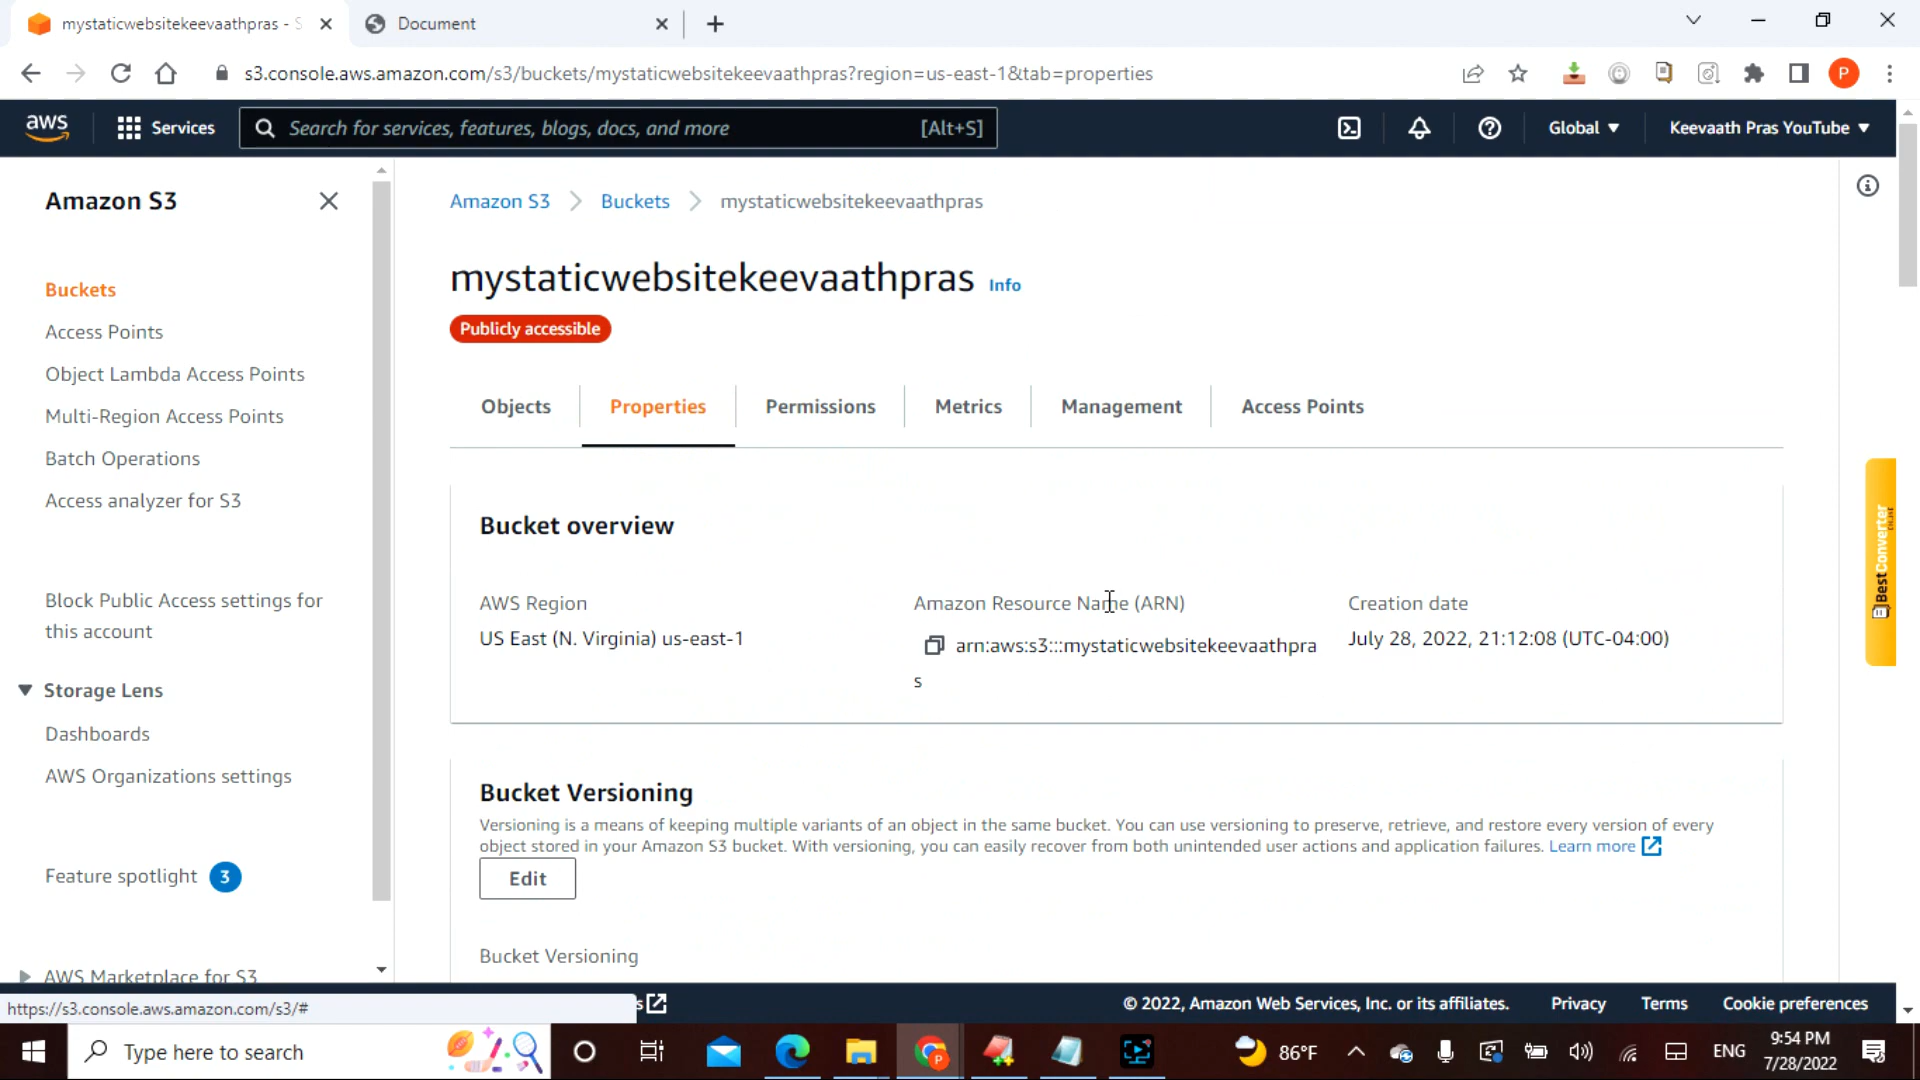 mystaticwebsitekeevaathpras - S
Document
s3.console.aws.amazon.com/s3/buckets/mystaticwebsitekeevaathpras?region=us-east-1&tab=properties
P
aws
Services
Search for services, features, blogs, docs, and more
[Alt+S]
Global
Keevaath Pras YouTube
Amazon S3
Buckets
Access Points
Object Lambda Access Points
Multi-Region Access Points
Batch Operations
Access analyzer for S3
Block Public Access settings for
this account
Storage Lens
Dashboards
AWS Organizations settings
Feature spotlight 3
AWS Marketplace for S3
Amazon S3
Buckets
mystaticwebsitekeevaathpras
mystaticwebsitekeevaathpras Info
Publicly accessible
Objects
Properties
Permissions
Metrics
Management
Access Points
Bucket overview
AWS Region
US East (N. Virginia) us-east-1
Amazon Resource Name (ARN)
arn:aws:s3:::mystaticwebsitekeevaathpra
s
Creation date
July 28, 2022, 21:12:08 (UTC-04:00)
Bucket Versioning
Versioning is a means of keeping multiple variants of an object in the same bucket. You can use versioning to preserve, retrieve, and restore every version of every
object stored in your Amazon S3 bucket. With versioning, you can easily recover from both unintended user actions and application failures. Learn more
Edit
Bucket Versioning
BestConverter
https://s3.console.aws.amazon.com/s3/#
s
© 2022, Amazon Web Services, Inc. or its affiliates.
Privacy
Terms
Cookie preferences
Type here to search
P
86°F
ENG
9:54 PM
7/28/2022